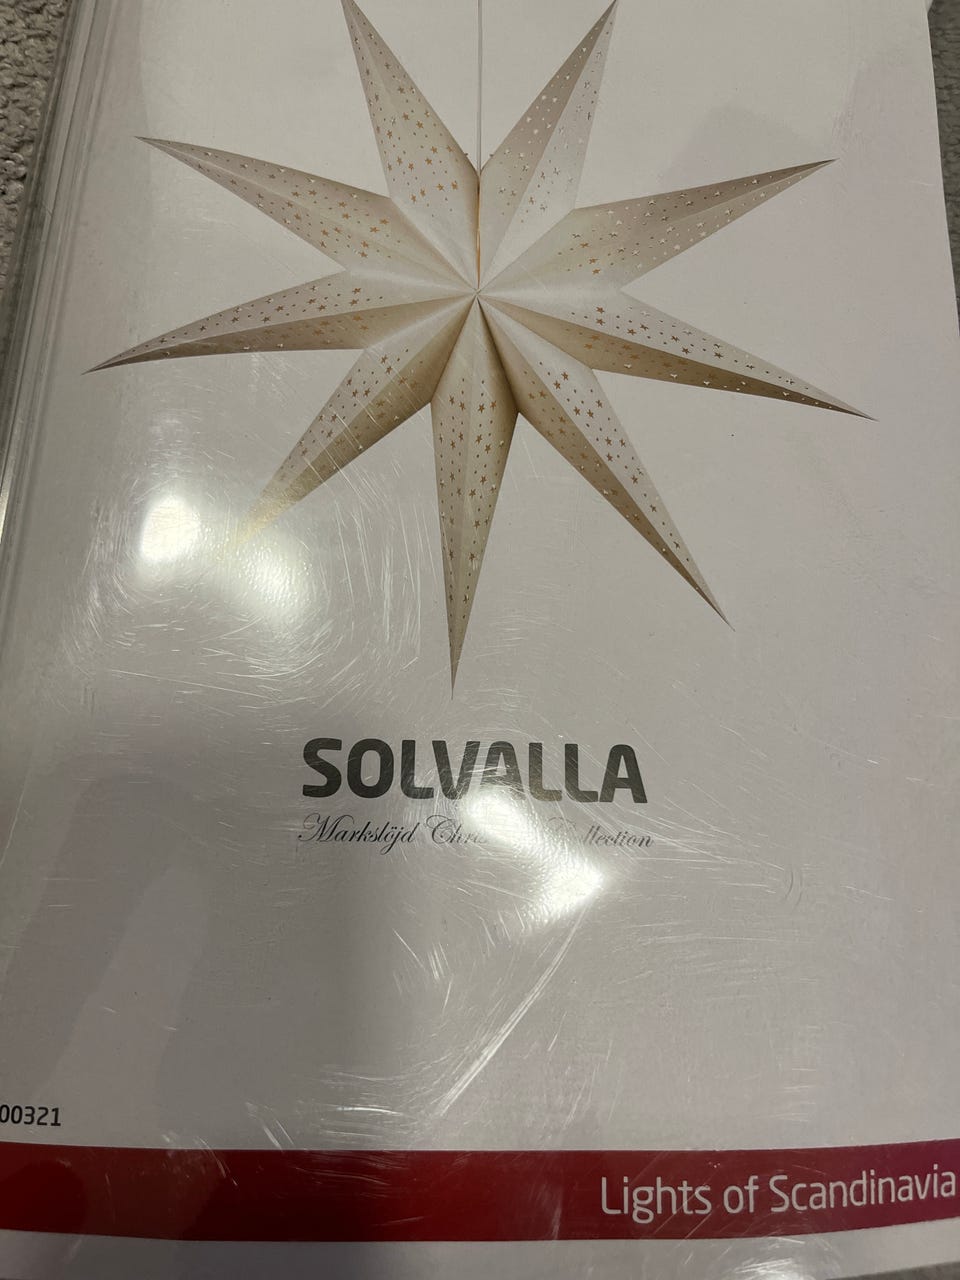 SOLVALLA
Markslöjd
00321
Lights of Scandinavia